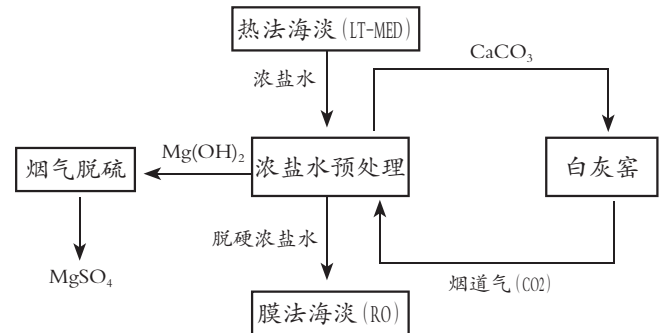 热法海淡(LT-MED)
浓盐水
CaCO₃
Mg(OH)₂
烟气脱硫
浓盐水预处理
白灰窑
脱硬浓盐水
烟道气(CO2)
MgSO₄
膜法海淡(RO)